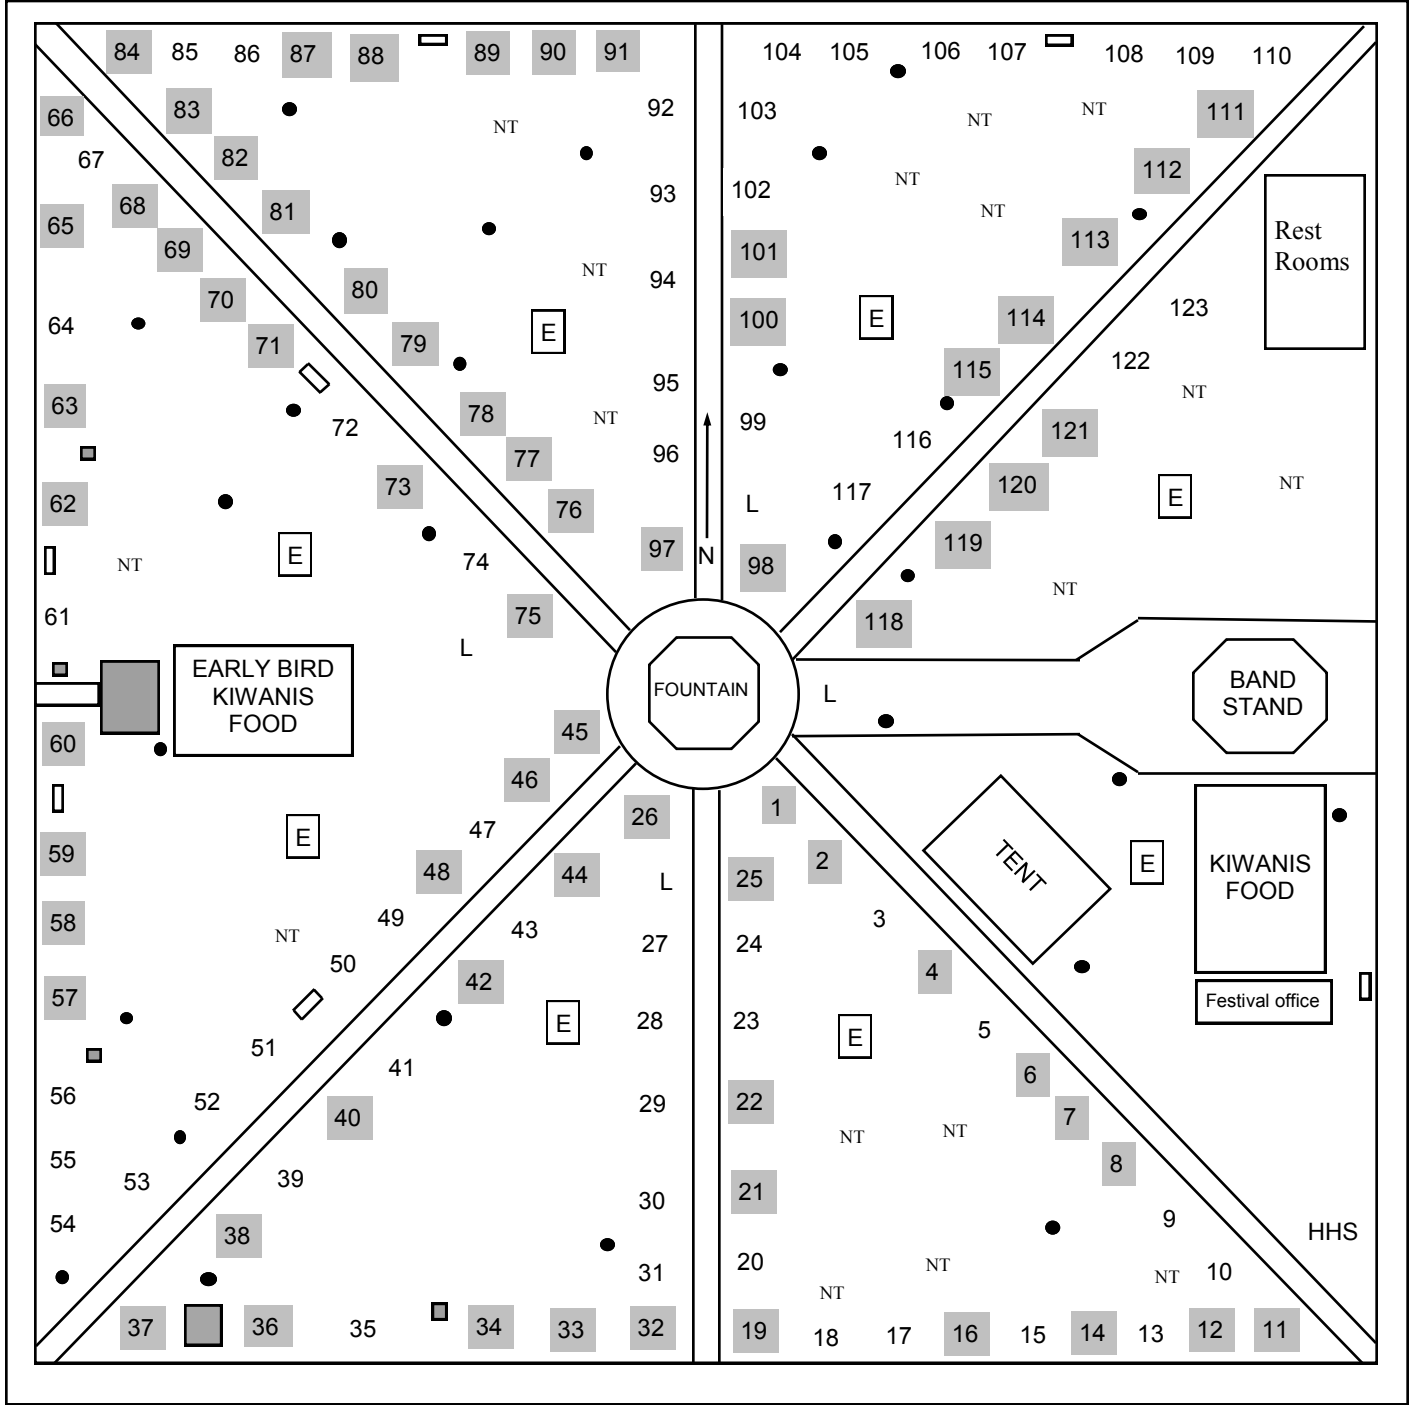 84 85 86 87 88 89 90 91 104 105 106 107 108 109 110
66 83 92 103 NT NT NT 111
67 82 93 102 NT 112
65 68 81 NT 113
69 94 101
70 80 NT 123
64 71 79 E 100 E 114
63 72 78 95 99 115 122
NT 96 116 121 NT
62 73 77 L 117 120 E NT
76
NT E 74 97 N 98 119
61 75 118 NT
L
Rest
Rooms
EARLY BIRD
KIWANIS
FOOD
FOUNTAIN
L
BAND
STAND
60 45
46 1
59 E 47 26 2
48 44 25
TENT
E
KIWANIS
FOOD
58 49 L 3
NT 43 27 24
57 50 42 4
Festival office
51 E 28 23 E 5
56 52 41 29 22 6
55 40 NT NT 7
53 39 30 21 8
54 38 20 9
HHS
31 NT NT NT 10
37 36 35 34 33 32 19 18 17 16 15 14 13 12 11